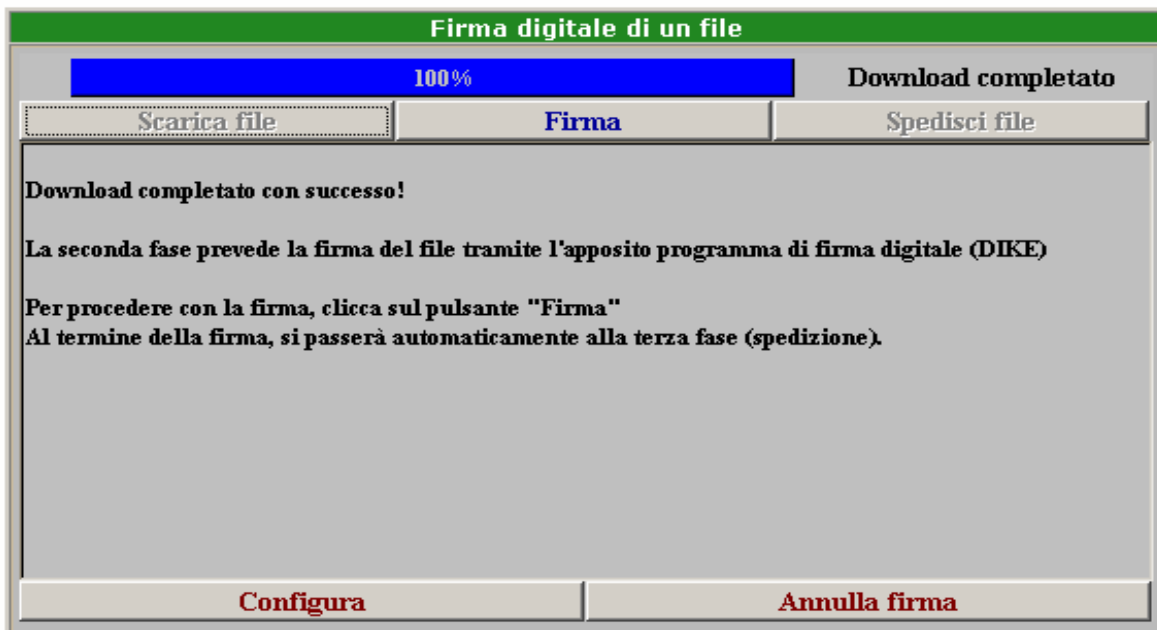 Firma digitale di un file
100% Download completato
Scarica file Firma Spedisci file
Download completato con successo!
La seconda fase prevede la firma del file tramite l'apposito programma di firma digitale (DIKE)
Per procedere con la firma, clicca sul pulsante "Firma"
Al termine della firma, si passerà automaticamente alla terza fase (spedizione).
Configura Annulla firma